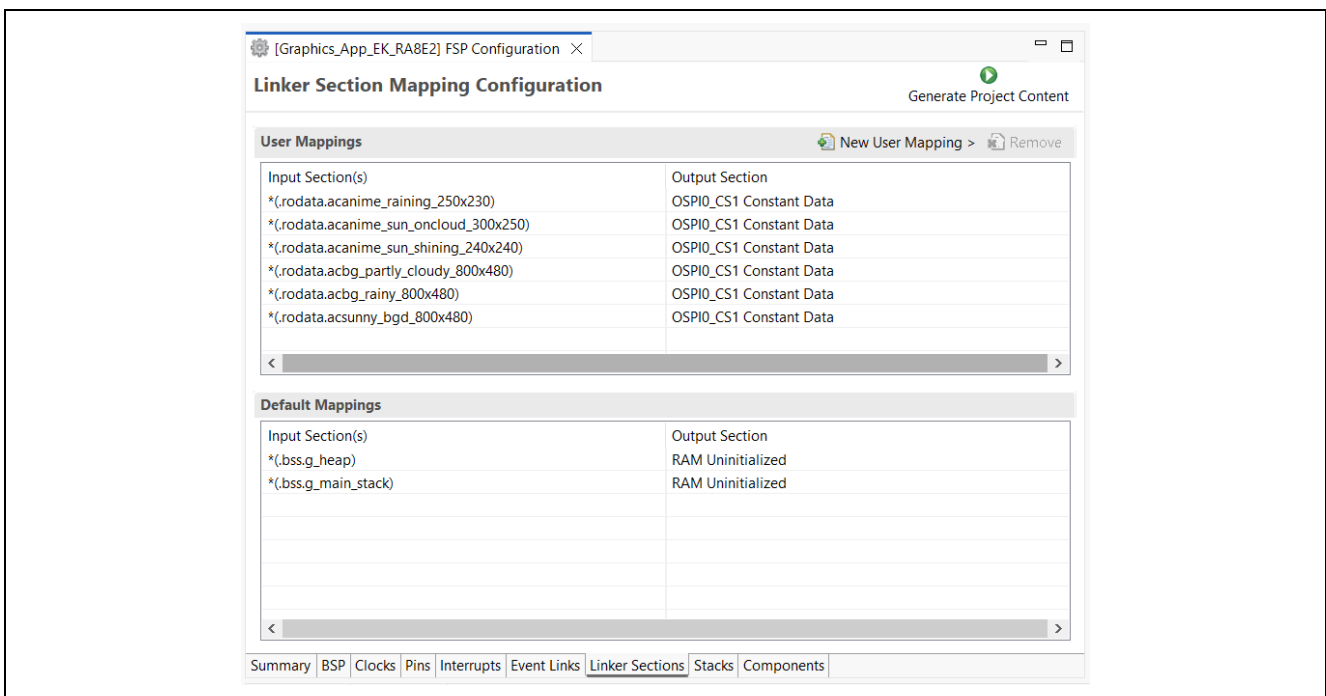 [Graphics_App_EK_RA8E2] FSP Configuration
Linker Section Mapping Configuration
Generate Project Content
User Mappings New User Mapping > Remove
Input Section(s) Output Section
*(.rodata.acanime_raining_250x230) OSPI0_CS1 Constant Data
*(.rodata.acanime_sun_oncloud_300x250) OSPI0_CS1 Constant Data
*(.rodata.acanime_sun_shining_240x240) OSPI0_CS1 Constant Data
*(.rodata.acbg_partly_cloudy_800x480) OSPI0_CS1 Constant Data
*(.rodata.acbg_rainy_800x480) OSPI0_CS1 Constant Data
*(.rodata.acsunny_bgd_800x480) OSPI0_CS1 Constant Data
Default Mappings
Input Section(s) Output Section
*(.bss.g_heap) RAM Uninitialized
*(.bss.g_main_stack) RAM Uninitialized
Summary BSP Clocks Pins Interrupts Event Links Linker Sections Stacks Components